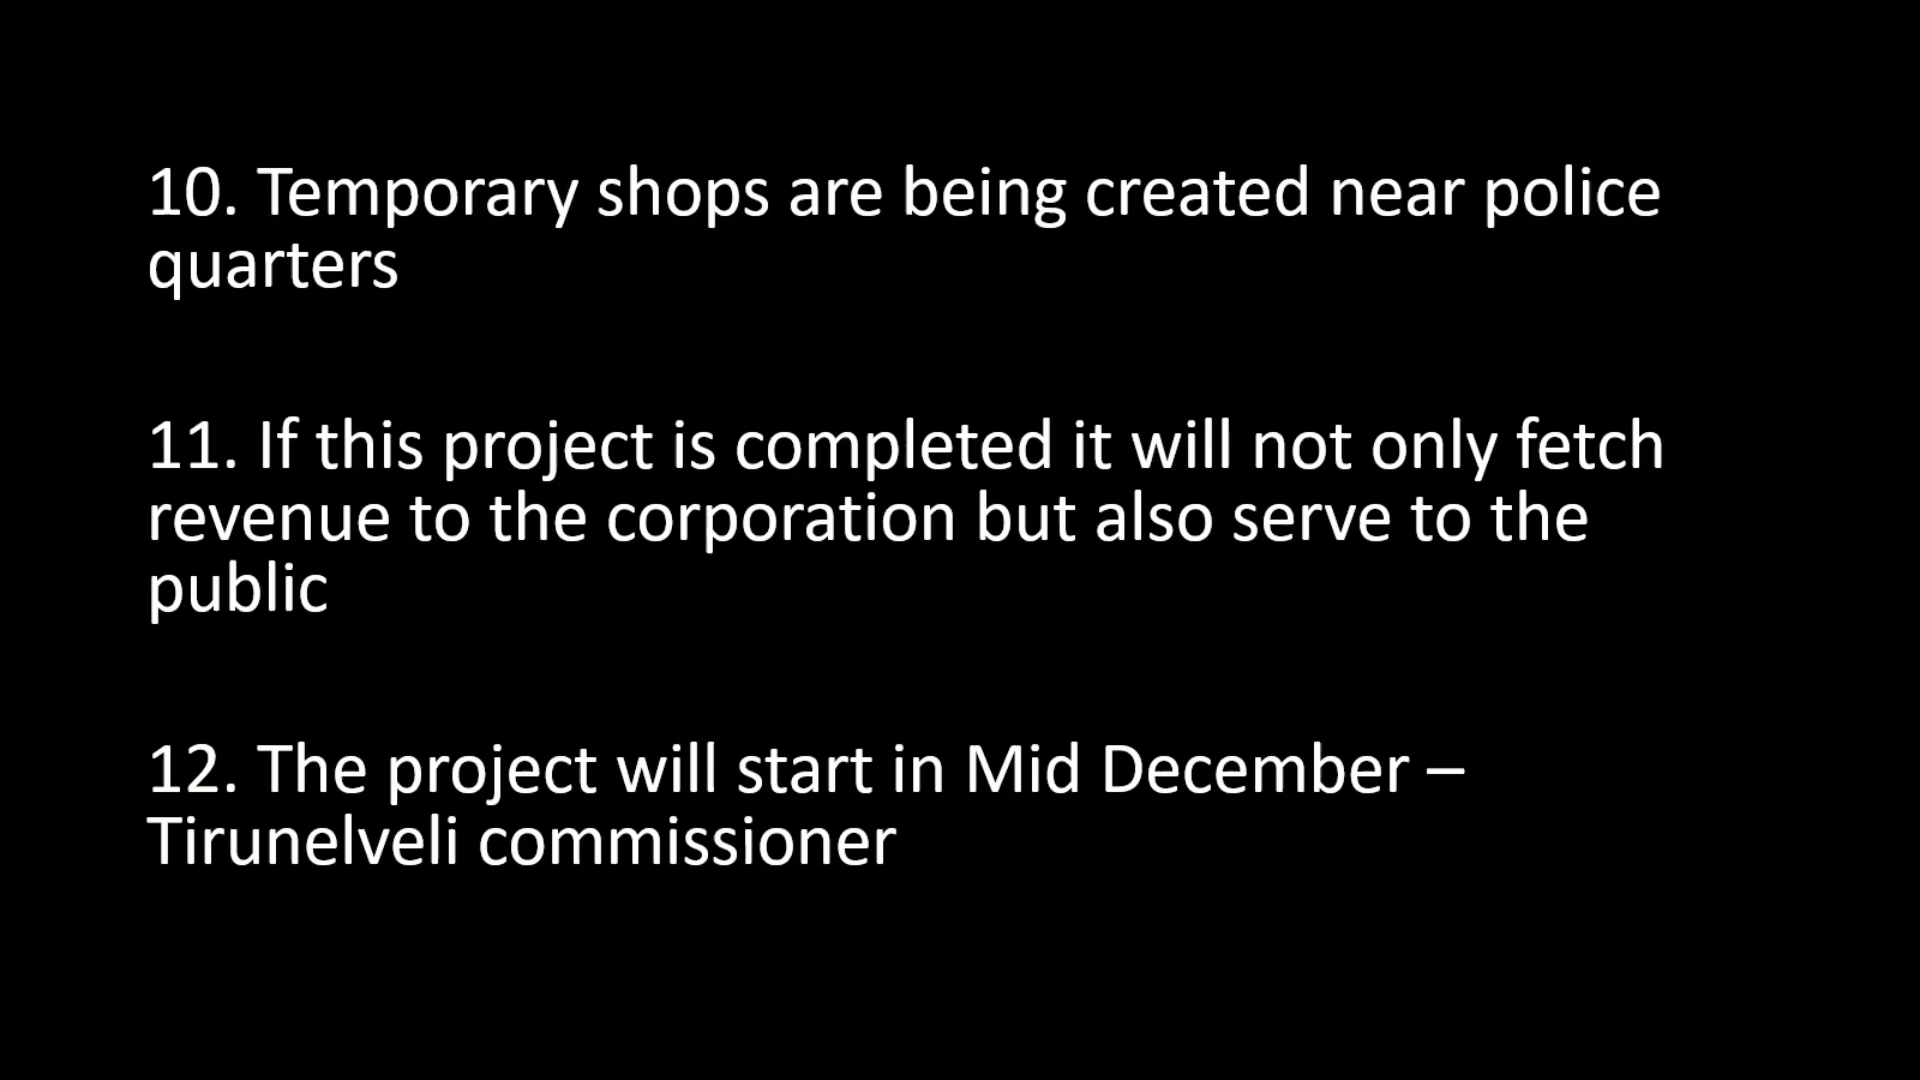 10. Temporary shops are being created near police
quarters
11. If this project is completed it will not only fetch
revenue to the corporation but also serve to the
public
12. The project will start in Mid December –
Tirunelveli commissioner